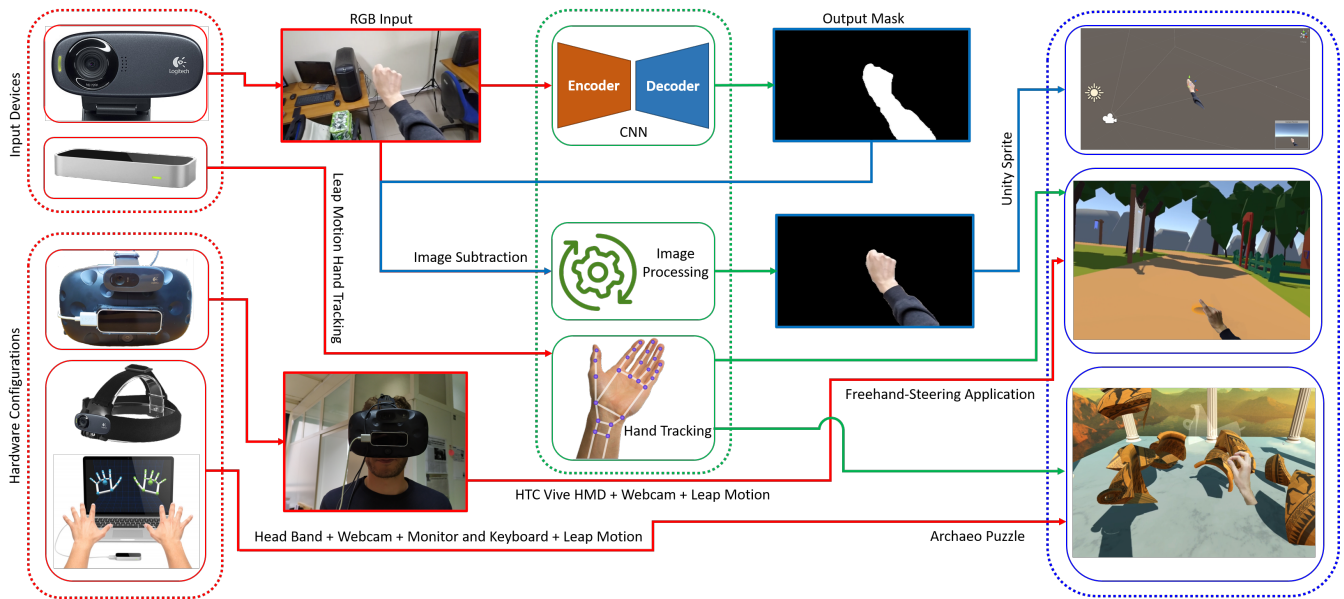 RGB Input
Output Mask
Input Devices
Logitech
Encoder
Decoder
CNN
Leap Motion Hand Tracking
Unity Sprite
Image Subtraction
Image
Processing
Hardware Configurations
Hand Tracking
Freehand-Steering Application
HTC Vive HMD + Webcam + Leap Motion
Head Band + Webcam + Monitor and Keyboard + Leap Motion
Archaeo Puzzle